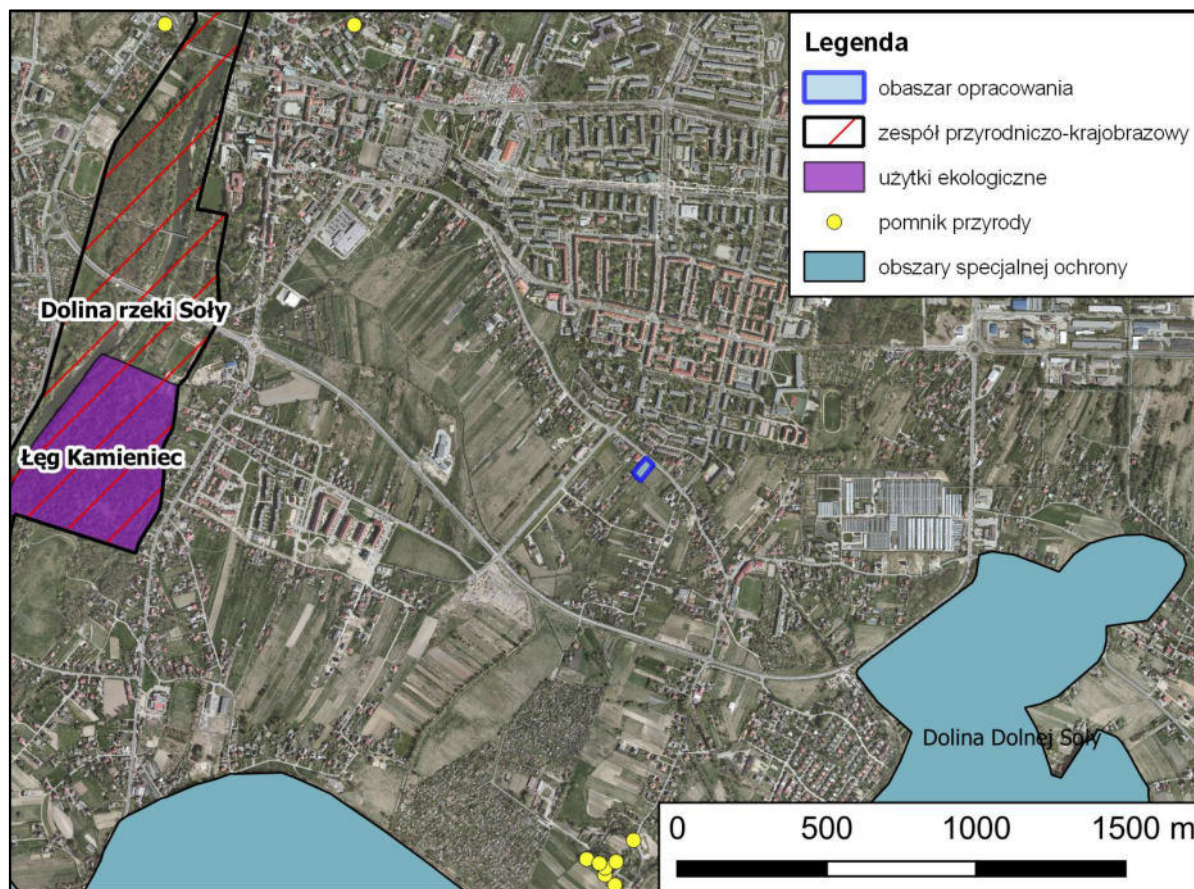 Legenda
obaszar opracowania
zespół przyrodniczo-krajobrazowy
użytki ekologiczne
pomnik przyrody
obszary specjalnej ochrony
Dolina rzeki Soły
Łęg Kamieniec
Dolina Dolnej Soły
0 500 1000 1500 m